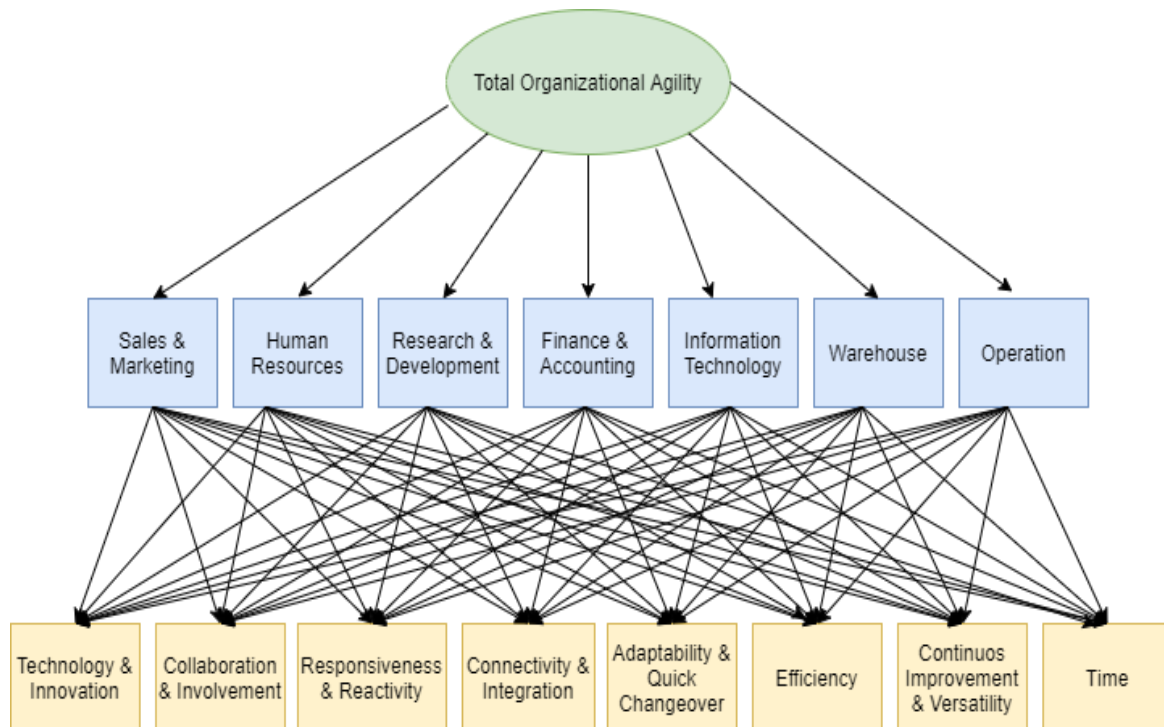 Total Organizational Agility
Sales &
Marketing
Human
Resources
Research &
Development
Finance &
Accounting
Information
Technology
Warehouse
Operation
Technology &
Innovation
Collaboration
& Involvement
Responsiveness
& Reactivity
Connectivity &
Integration
Adaptability &
Quick
Changeover
Efficiency
Continuos
Improvement
& Versatility
Time